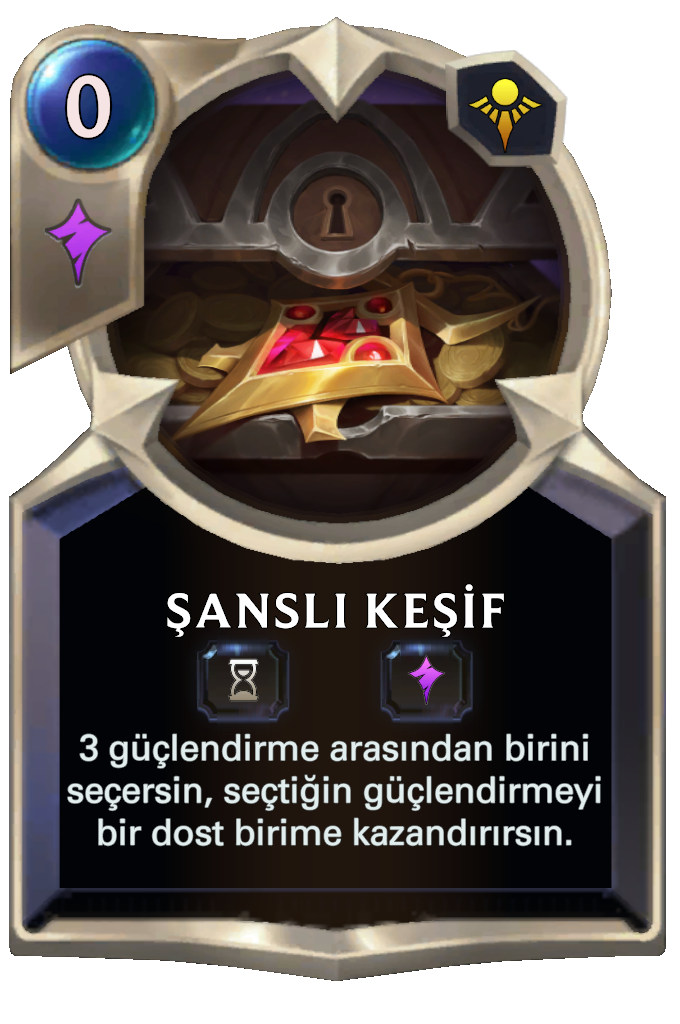 0
ŞANSLI KEŞİF
3 güçlendirme arasından birini
seçersin, seçtiğin güçlendirmeyi
bir dost birime kazandırırsın.